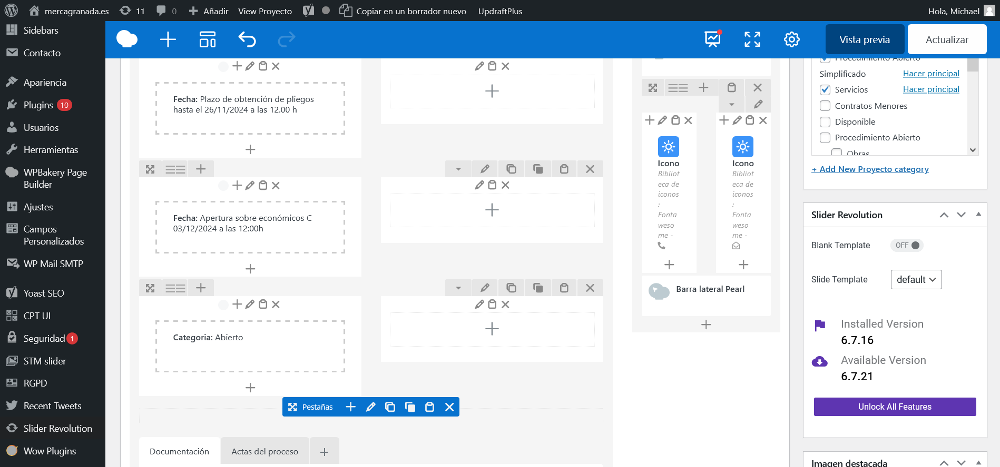 mercagranada.es
11
0
Añadir
View Proyecto
Copiar en un borrador nuevo
UpdraftPlus
Hola, Michael
Sidebars
Contacto
Apariencia
Plugins 10
Usuarios
Herramientas
WPBakery Page
Builder
Ajustes
Campos
Personalizados
WP Mail SMTP
Yoast SEO
CPT UI
Seguridad 1
STM slider
RGPD
Recent Tweets
Slider Revolution
Wow Plugins
Vista previa
Actualizar
Fecha: Plazo de obtención de pliegos
hasta el 26/11/2024 a las 12.00 h
Fecha: Apertura sobre económicos C
03/12/2024 a las 12:00h
Categoria: Abierto
Pestañas
Documentación
Actas del proceso
Icono
Bibliot
eca de
iconos
:
Fonta
weso
me -
Icono
Bibliot
eca de
iconos
:
Fonta
weso
me -
Barra lateral Pearl
Procedimiento Abierto
Simplificado
Hacer principal
Servicios
Hacer principal
Contratos Menores
Disponible
Procedimiento Abierto
Obras
+ Add New Proyecto category
Slider Revolution
Blank Template
OFF
Slide Template
default
Installed Version
6.7.16
Available Version
6.7.21
Unlock All Features
Imagen destacada